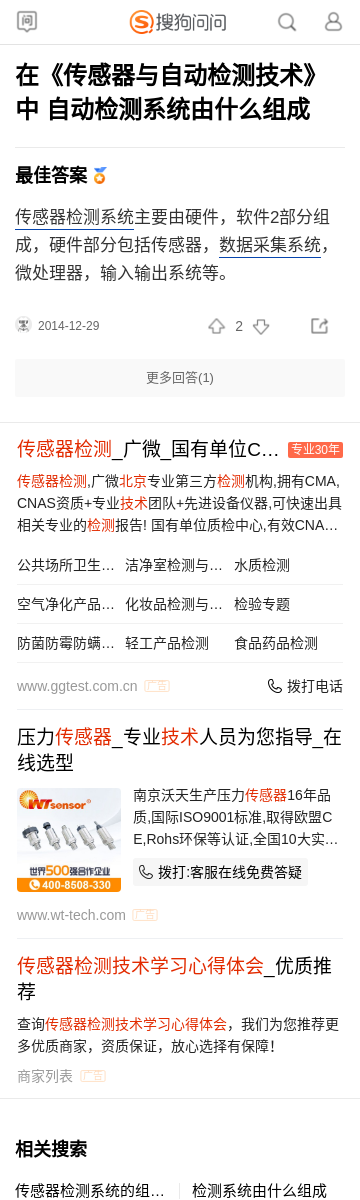 问
搜狗问问
在《传感器与自动检测技术》
中 自动检测系统由什么组成
最佳答案
传感器检测系统主要由硬件，软件2部分组
成，硬件部分包括传感器，数据采集系统，
微处理器，输入输出系统等。
2014-12-29
2
更多回答(1)
传感器检测_广微_国有单位C...
专业30年
传感器检测,广微北京专业第三方检测机构,拥有CMA,
CNAS资质+专业技术团队+先进设备仪器,可快速出具
相关专业的检测报告! 国有单位质检中心,有效CNA...
公共场所卫生... 洁净室检测与... 水质检测
空气净化产品... 化妆品检测与... 检验专题
防菌防霉防螨... 轻工产品检测 食品药品检测
www.ggtest.com.cn 广告 拨打电话
压力传感器_专业技术人员为您指导_在
线选型
WTsensor
世界500强合作企业
400-8508-330
南京沃天生产压力传感器16年品
质,国际ISO9001标准,取得欧盟C
E,Rohs环保等认证,全国10大实...
拨打:客服在线免费答疑
www.wt-tech.com 广告
传感器检测技术学习心得体会_优质推
荐
查询传感器检测技术学习心得体会，我们为您推荐更
多优质商家，资质保证，放心选择有保障！
商家列表 广告
相关搜索
传感器检测系统的组... 检测系统由什么组成